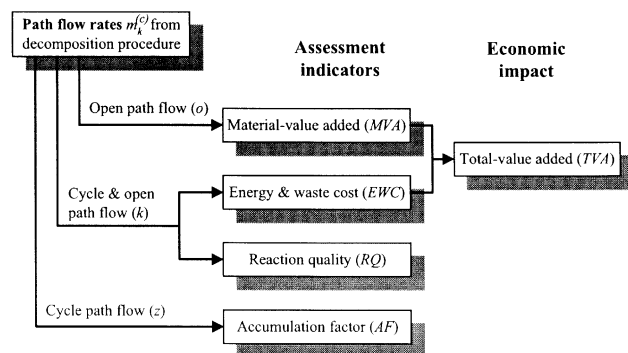 Path flow rates m_k^(c) from
decomposition procedure
Assessment
indicators
Economic
impact
Open path flow (o)
Material-value added (MVA)
Total-value added (TVA)
Cycle & open
path flow (k)
Energy & waste cost (EWC)
Reaction quality (RQ)
Cycle path flow (z)
Accumulation factor (AF)